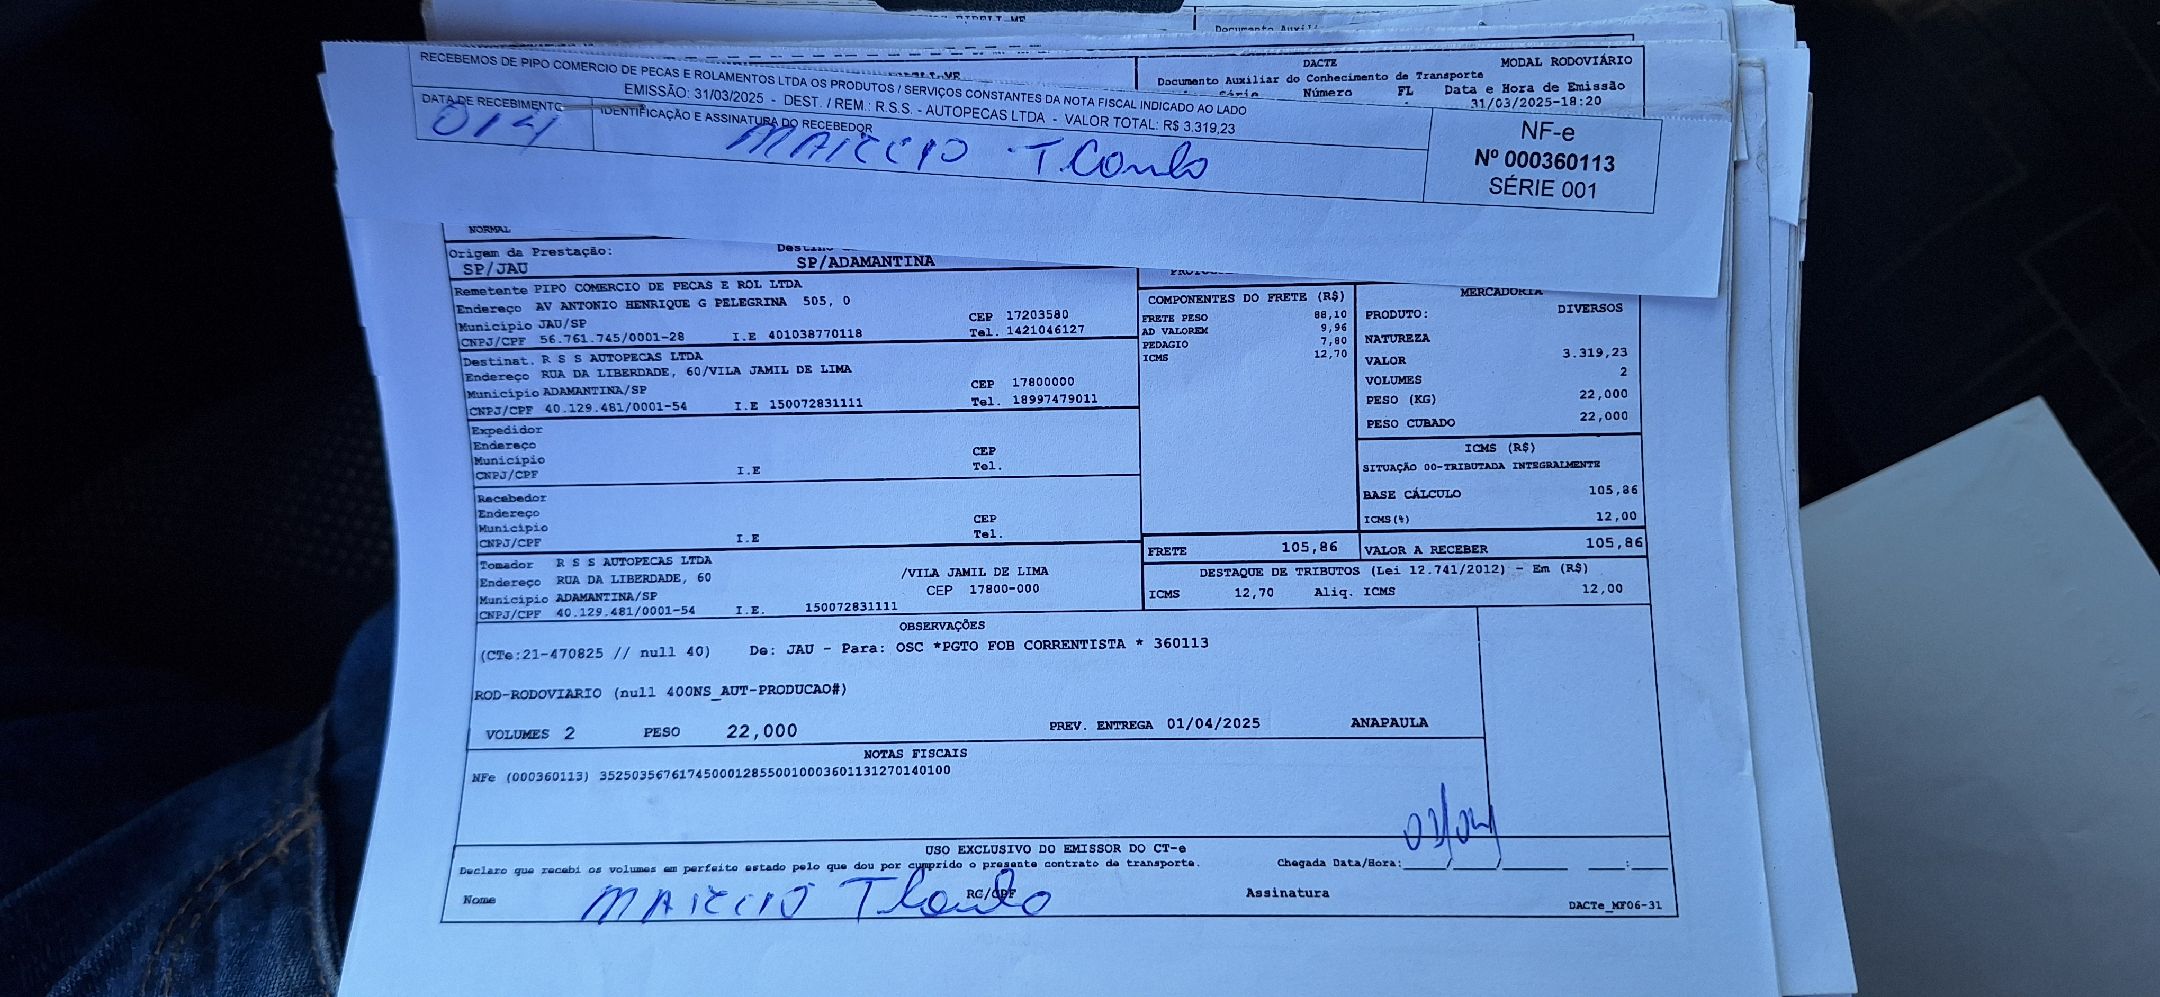 DACTE
MODAL RODOVIÁRIO
Documento Auxiliar do Conhecimento de Transporte
Número FL Data e Hora de Emissão
31/03/2025-18:20
RECEBEMOS DE PIPO COMERCIO DE PECAS E ROLAMENTOS LTDA OS PRODUTOS / SERVIÇOS CONSTANTES DA NOTA FISCAL INDICADO AO LADO
EMISSÃO: 31/03/2025 - DEST. / REM.: R.S.S. - AUTOPECAS LTDA - VALOR TOTAL: R$ 3.319,23
DATA DE RECEBIMENTO
IDENTIFICAÇÃO E ASSINATURA DO RECEBEDOR
NF-e
Nº 000360113
SÉRIE 001
NORMAL
Origem da Prestação:
SP/JAU
SP/ADAMANTINA
Remetente PIPO COMERCIO DE PECAS E ROL LTDA
Endereço AV ANTONIO HENRIQUE G PELEGRINA 505, 0
Município JAU/SP CEP 17203580
CNPJ/CPF 56.761.745/0001-28 I.E 401038770118 Tel. 1421046127
Destinat. R S S AUTOPECAS LTDA
Endereço RUA DA LIBERDADE, 60/VILA JAMIL DE LIMA
Município ADAMANTINA/SP CEP 17800000
CNPJ/CPF 40.129.481/0001-54 I.E 150072831111 Tel. 18997479011
Expedidor
Endereço
Município CEP
CNPJ/CPF I.E Tel.
Recebedor
Endereço
Município CEP
CNPJ/CPF I.E Tel.
Tomador R S S AUTOPECAS LTDA
Endereço RUA DA LIBERDADE, 60 /VILA JAMIL DE LIMA
Município ADAMANTINA/SP CEP 17800-000
CNPJ/CPF 40.129.481/0001-54 I.E. 150072831111
COMPONENTES DO FRETE (R$)
FRETE PESO 88,10
AD VALOREM 9,96
PEDAGIO 7,80
ICMS 12,70
MERCADORIA
PRODUTO: DIVERSOS
NATUREZA
VALOR 3.319,23
VOLUMES 2
PESO (KG) 22,000
PESO CUBADO 22,000
ICMS (R$)
SITUAÇÃO 00-TRIBUTADA INTEGRALMENTE
BASE CÁLCULO 105,86
ICMS(%) 12,00
FRETE 105,86 VALOR A RECEBER 105,86
DESTAQUE DE TRIBUTOS (Lei 12.741/2012) - Em (R$)
ICMS 12,70 Aliq. ICMS 12,00
OBSERVAÇÕES
(CTe:21-470825 // null 40) De: JAU - Para: OSC *PGTO FOB CORRENTISTA * 360113
ROD-RODOVIARIO (null 400NS_AUT-PRODUCAO#)
VOLUMES 2 PESO 22,000 PREV. ENTREGA 01/04/2025 ANAPAULA
NOTAS FISCAIS
NFe (000360113) 35250356761745000128550010003601131270140100
USO EXCLUSIVO DO EMISSOR DO CT-e
Declaro que recebi os volumes em perfeito estado pelo que dou por cumprido o presente contrato de transporte. Chegada Data/Hora:
Nome RG/CPF Assinatura
DACTe_MF06-31